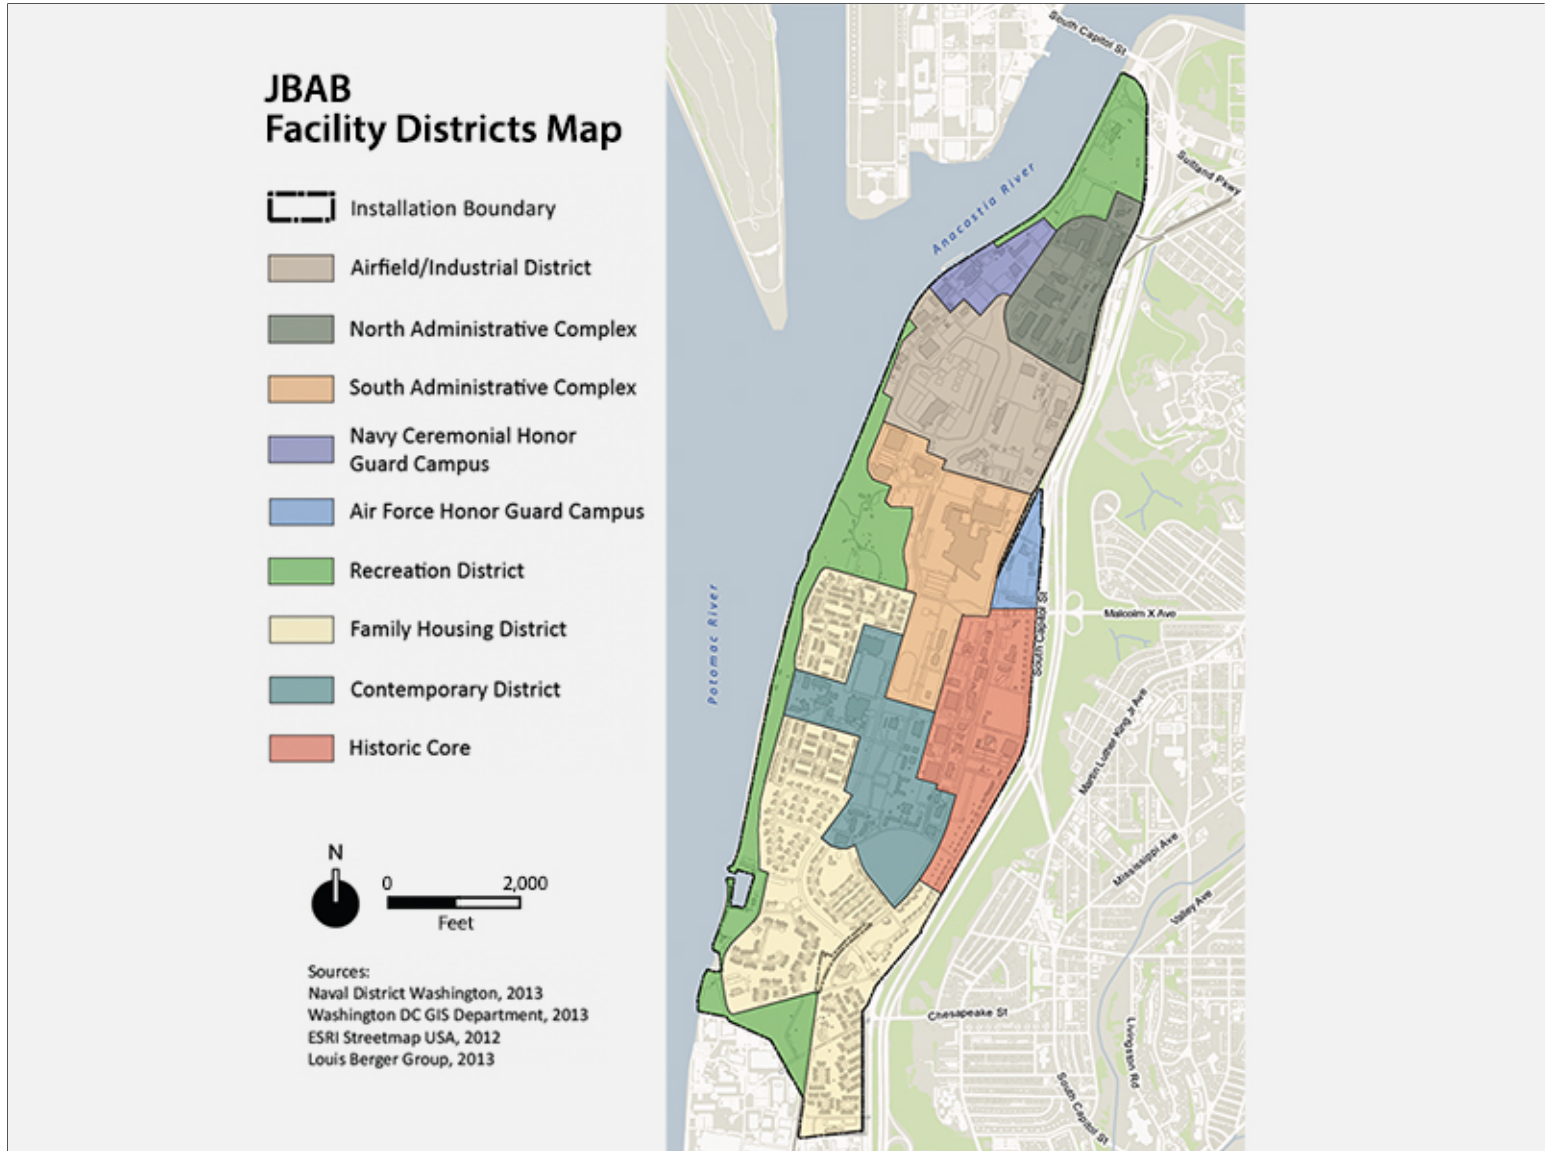 JBAB
Facility Districts Map
Installation Boundary
Airfield/Industrial District
North Administrative Complex
South Administrative Complex
Navy Ceremonial Honor
Guard Campus
Air Force Honor Guard Campus
Recreation District
Family Housing District
Contemporary District
Historic Core
N
0 2,000
Feet
Sources:
Naval District Washington, 2013
Washington DC GIS Department, 2013
ESRI Streetmap USA, 2012
Louis Berger Group, 2013
South Capitol St
Suitland Pkwy
Anacostia River
Potomac River
Malcolm X Ave
South Capitol St
Martin Luther King Jr Ave
Mississippi Ave
Valley Ave
Chesapeake St
Livingston Rd
South Capitol St